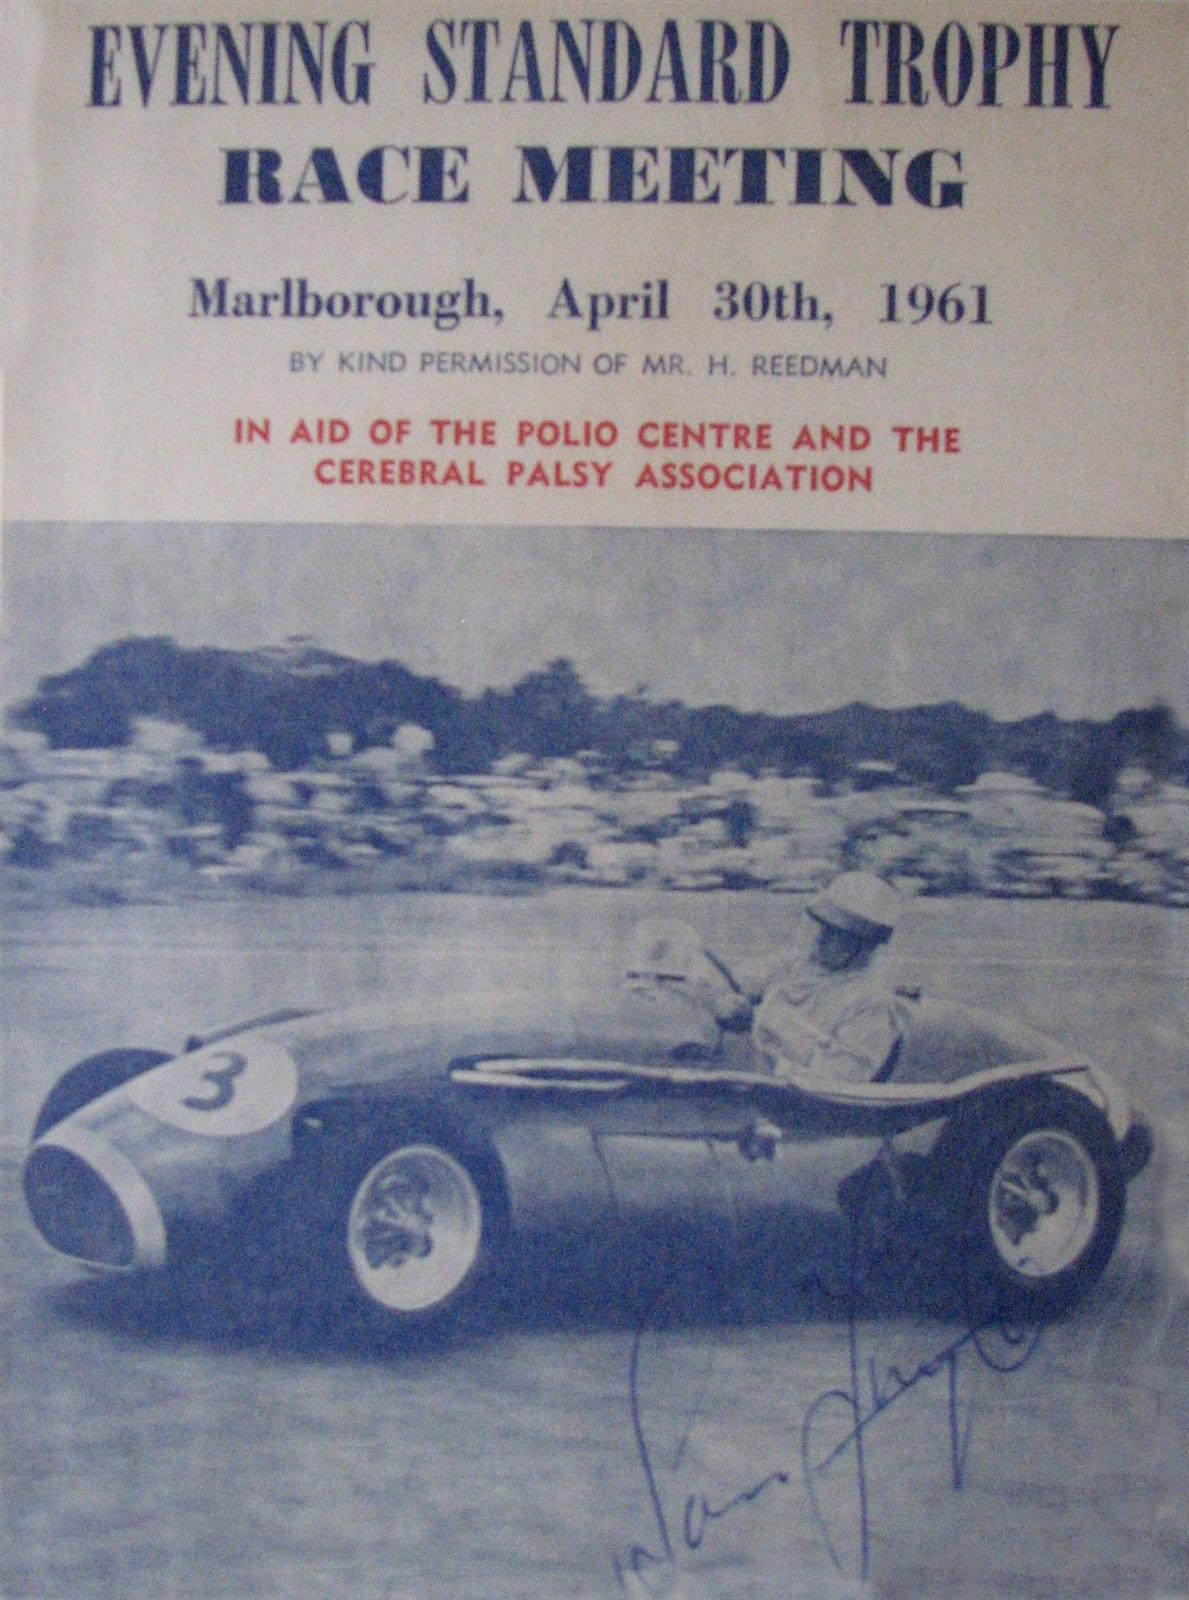 EVENING STANDARD TROPHY
RACE MEETING
Marlborough, April 30th, 1961
BY KIND PERMISSION OF MR. H. REEDMAN
IN AID OF THE POLIO CENTRE AND THE
CEREBRAL PALSY ASSOCIATION
3